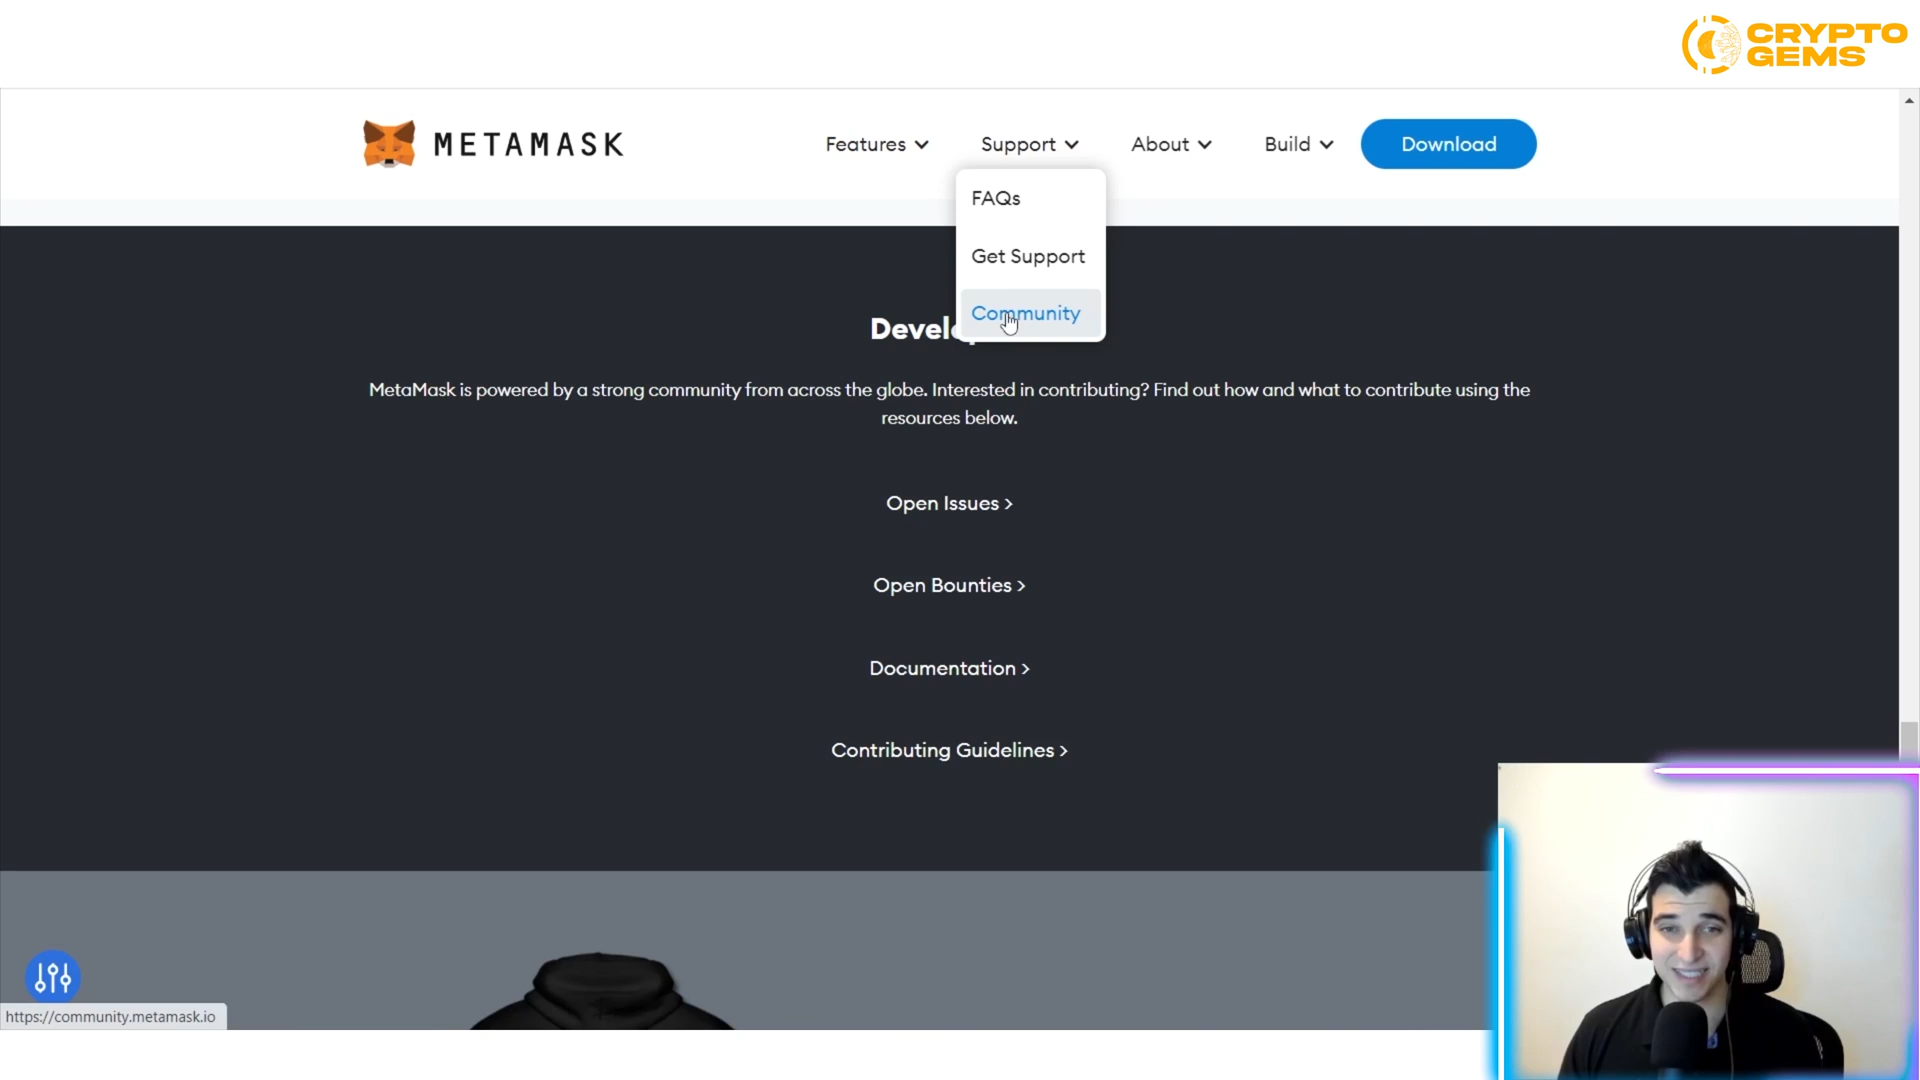 CRYPTO
GEMS
METAMASK
Features
Support
About
Build
Download
FAQs
Get Support
Community
Devel
MetaMask is powered by a strong community from across the globe. Interested in contributing? Find out how and what to contribute using the
resources below.
Open Issues >
Open Bounties >
Documentation >
Contributing Guidelines >
https://community.metamask.io